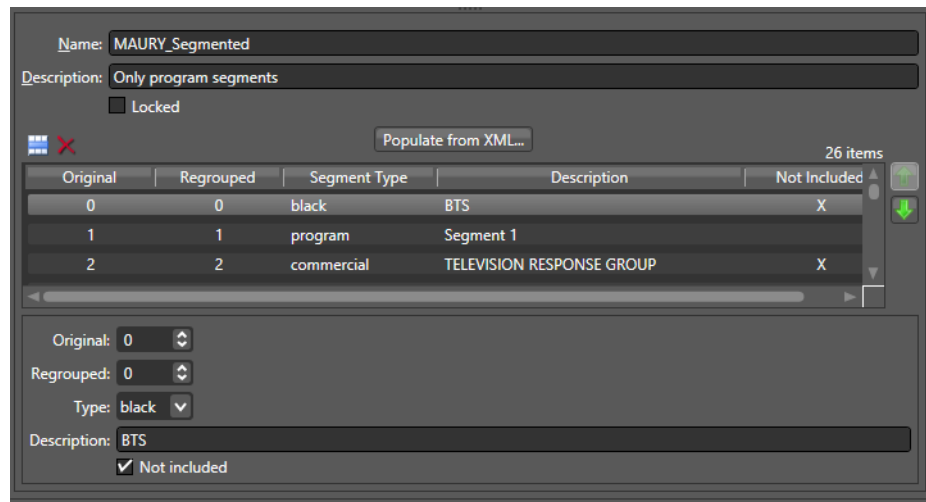 Name: MAURY_Segmented
Description: Only program segments
Locked
Populate from XML...
26 items
Original Regrouped Segment Type Description Not Included
0 0 black BTS X
1 1 program Segment 1
2 2 commercial TELEVISION RESPONSE GROUP X
Original: 0
Regrouped: 0
Type: black
Description: BTS
Not included